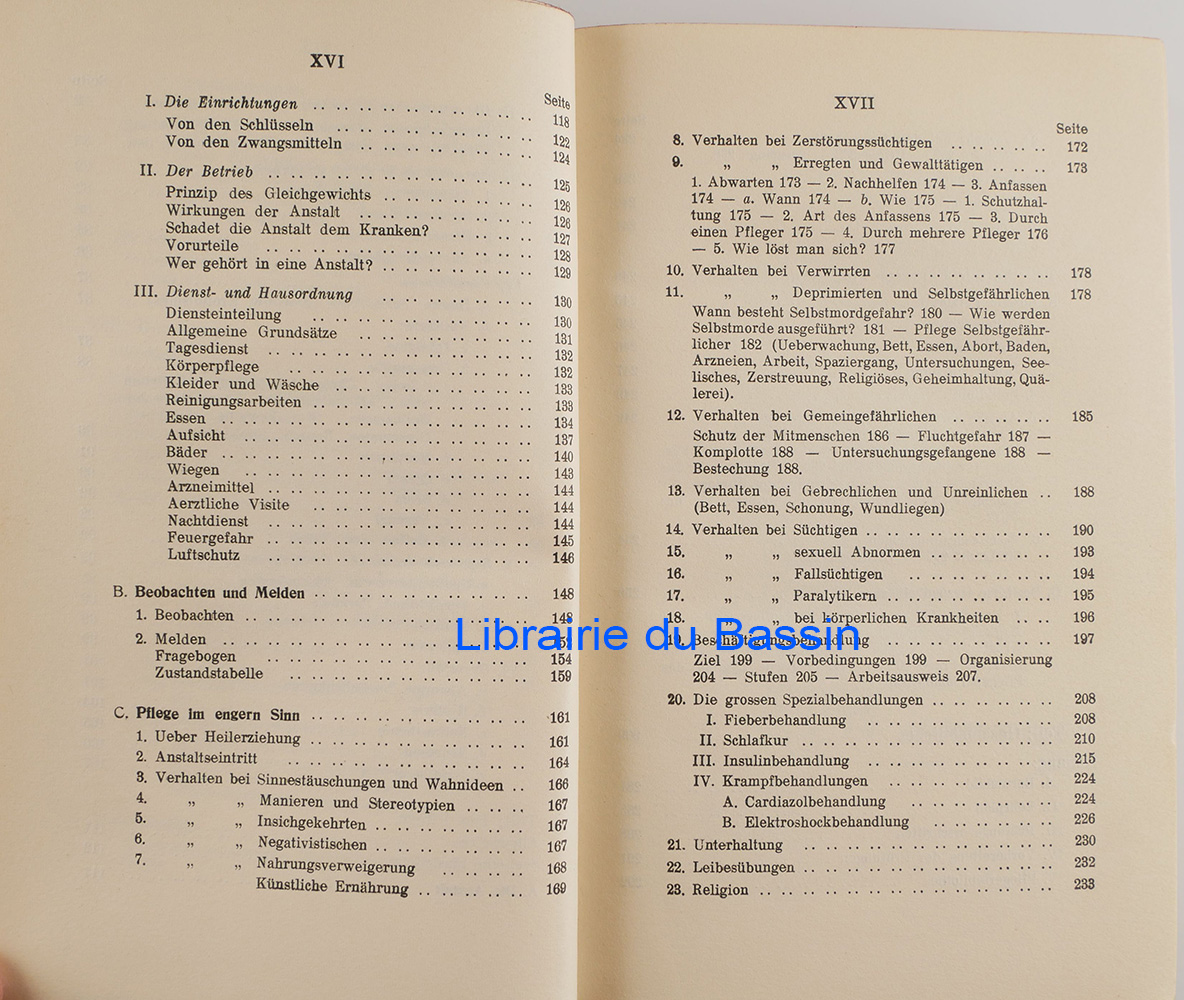 XVI
Seite
I. Die Einrichtungen .. .. .. .. .. .. .. .. .. .. 118
Von den Schlüsseln .. .. .. .. .. .. .. .. .. 122
Von den Zwangsmitteln .. .. .. .. .. .. .. .. 124
II. Der Betrieb .. .. .. .. .. .. .. .. .. .. .. .. 125
Prinzip des Gleichgewichts .. .. .. .. .. .. .. 126
Wirkungen der Anstalt .. .. .. .. .. .. .. .. 126
Schadet die Anstalt dem Kranken? .. .. .. .. 127
Vorurteile .. .. .. .. .. .. .. .. .. .. .. .. 128
Wer gehört in eine Anstalt? .. .. .. .. .. .. .. 129
III. Dienst- und Hausordnung .. .. .. .. .. .. .. 130
Diensteinteilung .. .. .. .. .. .. .. .. .. .. 130
Allgemeine Grundsätze .. .. .. .. .. .. .. .. 131
Tagesdienst .. .. .. .. .. .. .. .. .. .. .. .. 132
Körperpflege .. .. .. .. .. .. .. .. .. .. .. 132
Kleider und Wäsche .. .. .. .. .. .. .. .. .. 133
Reinigungsarbeiten .. .. .. .. .. .. .. .. .. .. 133
Essen .. .. .. .. .. .. .. .. .. .. .. .. .. .. 134
Aufsicht .. .. .. .. .. .. .. .. .. .. .. .. .. 137
Bäder .. .. .. .. .. .. .. .. .. .. .. .. .. .. 140
Wiegen .. .. .. .. .. .. .. .. .. .. .. .. .. 143
Arzneimittel .. .. .. .. .. .. .. .. .. .. .. .. 144
Aerztliche Visite .. .. .. .. .. .. .. .. .. .. 144
Nachtdienst .. .. .. .. .. .. .. .. .. .. .. .. 144
Feuergefahr .. .. .. .. .. .. .. .. .. .. .. .. 145
Luftschutz .. .. .. .. .. .. .. .. .. .. .. .. 146
B. Beobachten und Melden .. .. .. .. .. .. .. .. .. .. 148
1. Beobachten .. .. .. .. .. .. .. .. .. .. .. .. .. 148
2. Melden .. .. .. .. .. .. .. .. .. .. .. .. .. ..
Fragebogen .. .. .. .. .. .. .. .. .. .. .. .. 154
Zustandstabelle .. .. .. .. .. .. .. .. .. .. .. 159
C. Pflege im engern Sinn .. .. .. .. .. .. .. .. .. .. 161
1. Ueber Heilerziehung .. .. .. .. .. .. .. .. .. .. 161
2. Anstaltseintritt .. .. .. .. .. .. .. .. .. .. .. 164
3. Verhalten bei Sinnestäuschungen und Wahnideen .. 166
4. „ „ Manieren und Stereotypien .. .. .. 167
5. „ „ Insichgekehrten .. .. .. .. .. .. .. 167
6. „ „ Negativistischen .. .. .. .. .. .. .. 167
7. „ „ Nahrungsverweigerung .. .. .. .. 168
Künstliche Ernährung .. .. .. .. .. 169
XVII
Seite
8. Verhalten bei Zerstörungssüchtigen .. .. .. .. .. 172
9. „ „ Erregten und Gewalttätigen .. .. .. 173
1. Abwarten 173 — 2. Nachhelfen 174 — 3. Anfassen
174 — a. Wann 174 — b. Wie 175 — 1. Schutzhal-
tung 175 — 2. Art des Anfassens 175 — 3. Durch
einen Pfleger 175 — 4. Durch mehrere Pfleger 176
— 5. Wie löst man sich? 177
10. Verhalten bei Verwirrten .. .. .. .. .. .. .. .. 178
11. „ „ Deprimierten und Selbstgefährlichen 178
Wann besteht Selbstmordgefahr? 180 — Wie werden
Selbstmorde ausgeführt? 181 — Pflege Selbstgefähr-
licher 182 (Ueberwachung, Bett, Essen, Abort, Baden,
Arzneien, Arbeit, Spaziergang, Untersuchungen, See-
lisches, Zerstreuung, Religiöses, Geheimhaltung, Quä-
lerei).
12. Verhalten bei Gemeingefährlichen .. .. .. .. .. 185
Schutz der Mitmenschen 186 — Fluchtgefahr 187 —
Komplotte 188 — Untersuchungsgefangene 188 —
Bestechung 188.
13. Verhalten bei Gebrechlichen und Unreinlichen .. 188
(Bett, Essen, Schonung, Wundliegen)
14. Verhalten bei Süchtigen .. .. .. .. .. .. .. .. .. 190
15. „ „ sexuell Abnormen .. .. .. .. .. .. 193
16. „ „ Fallsüchtigen .. .. .. .. .. .. .. 194
17. „ „ Paralytikern .. .. .. .. .. .. .. .. 195
18. „ „ bei körperlichen Krankheiten .. .. 196
19. Beschäftigungsbehandlung .. .. .. .. .. .. .. .. 197
Ziel 199 — Vorbedingungen 199 — Organisierung
204 — Stufen 205 — Arbeitsausweis 207.
20. Die grossen Spezialbehandlungen .. .. .. .. .. .. 208
I. Fieberbehandlung .. .. .. .. .. .. .. .. .. 208
II. Schlafkur .. .. .. .. .. .. .. .. .. .. .. .. 210
III. Insulinbehandlung .. .. .. .. .. .. .. .. .. 215
IV. Krampfbehandlungen .. .. .. .. .. .. .. .. 224
A. Cardiazolbehandlung .. .. .. .. .. .. .. 224
B. Elektroshockbehandlung .. .. .. .. .. .. 226
21. Unterhaltung .. .. .. .. .. .. .. .. .. .. .. .. 230
22. Leibesübungen .. .. .. .. .. .. .. .. .. .. .. .. 232
23. Religion .. .. .. .. .. .. .. .. .. .. .. .. .. .. 233
Librairie du Bassin